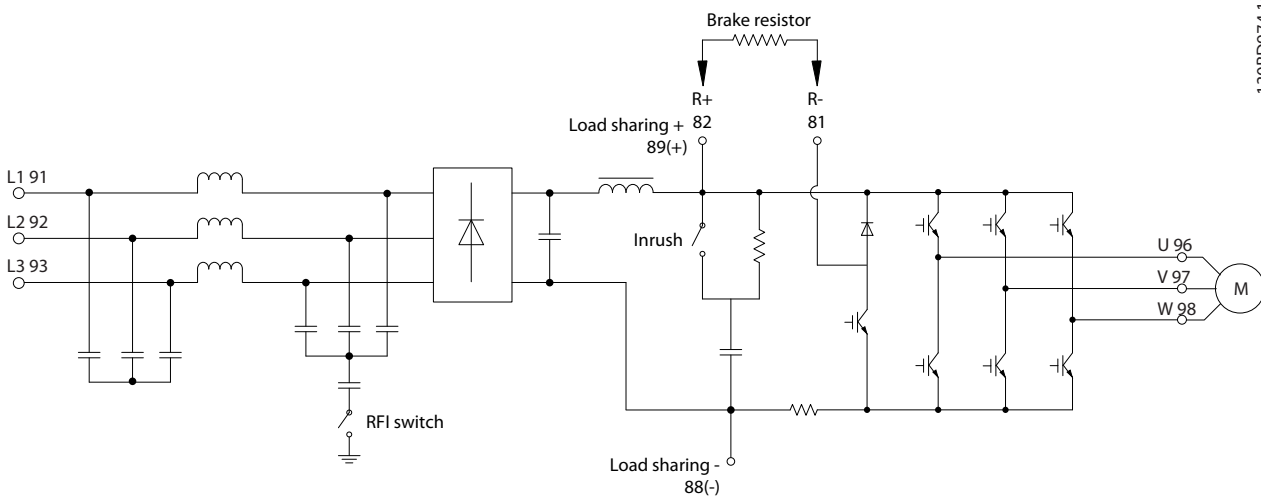 Brake resistor
R+
82
R-
81
Load sharing +
89(+)
L1 91
L2 92
L3 93
Inrush
U 96
V 97
W 98
M
RFI switch
Load sharing -
88(-)